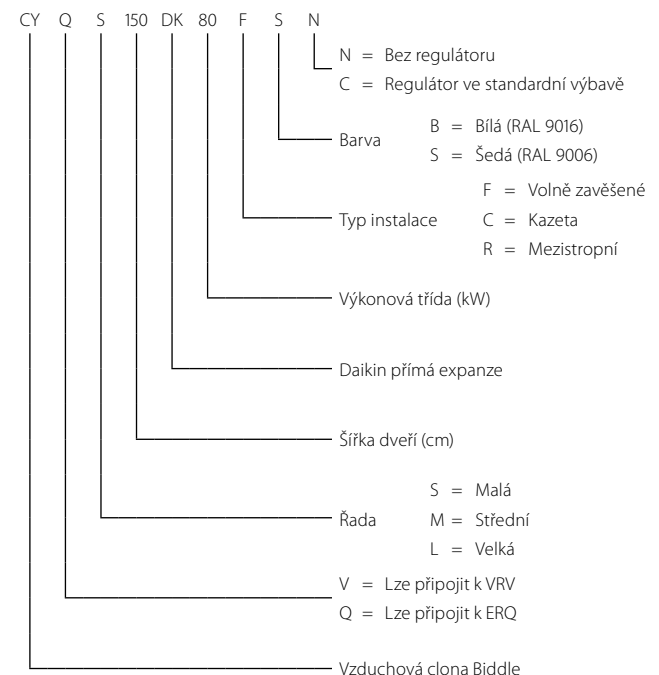 CY Q S 150 DK 80 F S N
N = Bez regulátoru
C = Regulátor ve standardní výbavě
Barva
B = Bílá (RAL 9016)
S = Šedá (RAL 9006)
Typ instalace
F = Volně zavěšené
C = Kazeta
R = Mezistropní
Výkonová třída (kW)
Daikin přímá expanze
Šířka dveří (cm)
Řada
S = Malá
M = Střední
L = Velká
V = Lze připojit k VRV
Q = Lze připojit k ERQ
Vzduchová clona Biddle